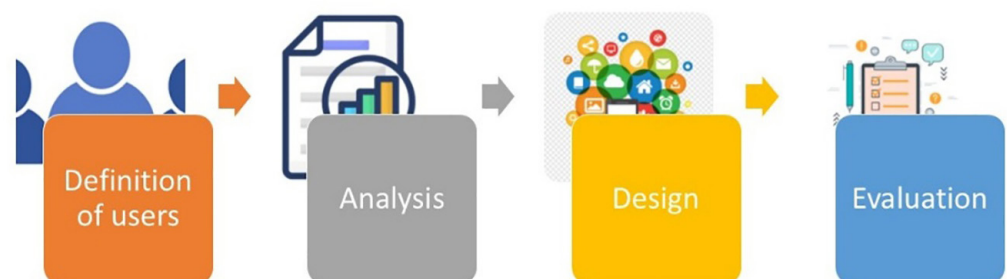 Definition
of users
Analysis
Design
Evaluation